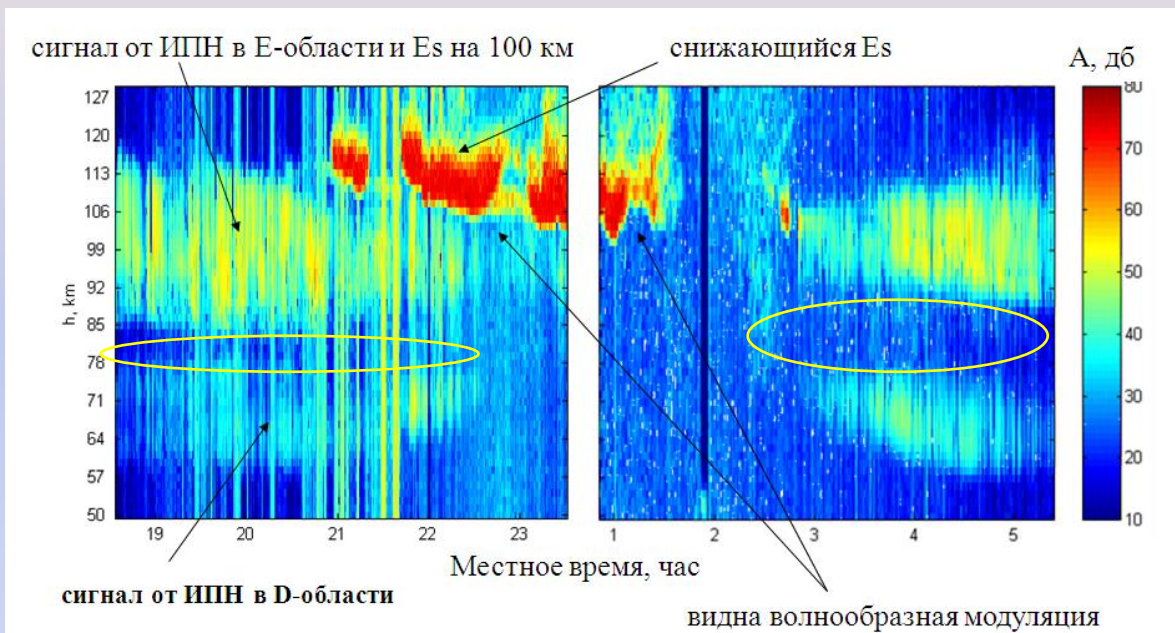 сигнал от ИПН в Е-области и Es на 100 км
снижающийся Es
А, дб
127
120
113
106
99
92
85
78
71
64
57
50
h, km
19 20 21 22 23
1 2 3 4 5
80
70
60
50
40
30
20
10
Местное время, час
сигнал от ИПН в D-области
видна волнообразная модуляция